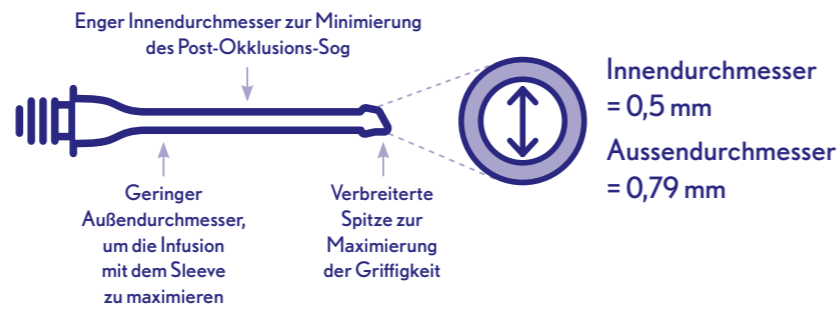 Enger Innendurchmesser zur Minimierung
des Post-Okklusions-Sog
Innendurchmesser
= 0,5 mm
Aussendurchmesser
= 0,79 mm
Geringer
Außendurchmesser,
um die Infusion
mit dem Sleeve
zu maximieren
Verbreiterte
Spitze zur
Maximierung
der Griffigkeit